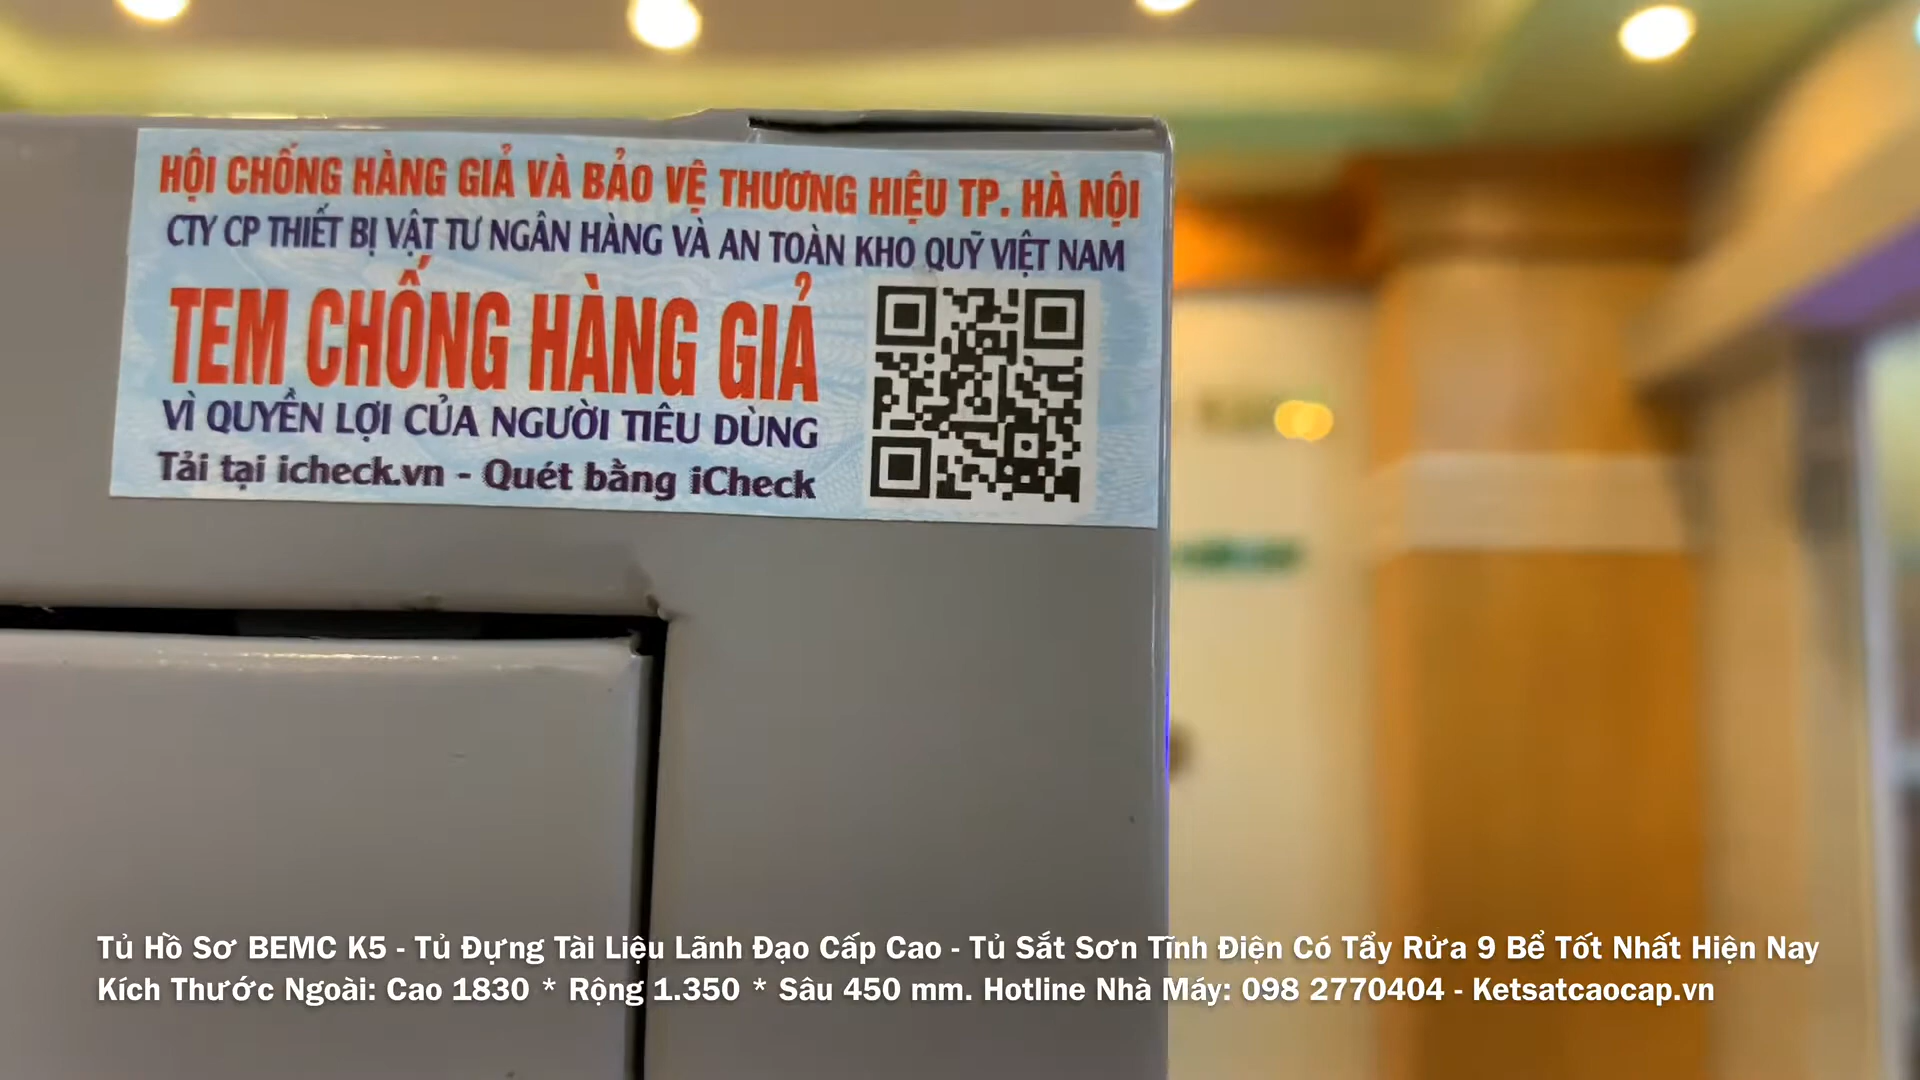 HỘI CHỐNG HÀNG GIẢ VÀ BẢO VỆ THƯƠNG HIỆU TP. HÀ NỘI
CTY CP THIẾT BỊ VẬT TƯ NGÂN HÀNG VÀ AN TOÀN KHO QUỸ VIỆT NAM
TEM CHỐNG HÀNG GIẢ
VÌ QUYỀN LỢI CỦA NGƯỜI TIÊU DÙNG
Tải tại icheck.vn - Quét bằng iCheck
Tủ Hồ Sơ BEMC K5 - Tủ Đựng Tài Liệu Lãnh Đạo Cấp Cao - Tủ Sắt Sơn Tĩnh Điện Có Tẩy Rửa 9 Bể Tốt Nhất Hiện Nay
Kích Thước Ngoài: Cao 1830 * Rộng 1.350 * Sâu 450 mm. Hotline Nhà Máy: 098 2770404 - Ketsatcaocap.vn